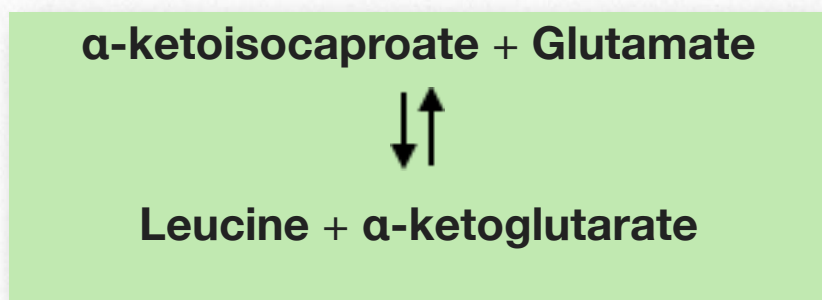 α-ketoisocaproate + Glutamate
Leucine + α-ketoglutarate